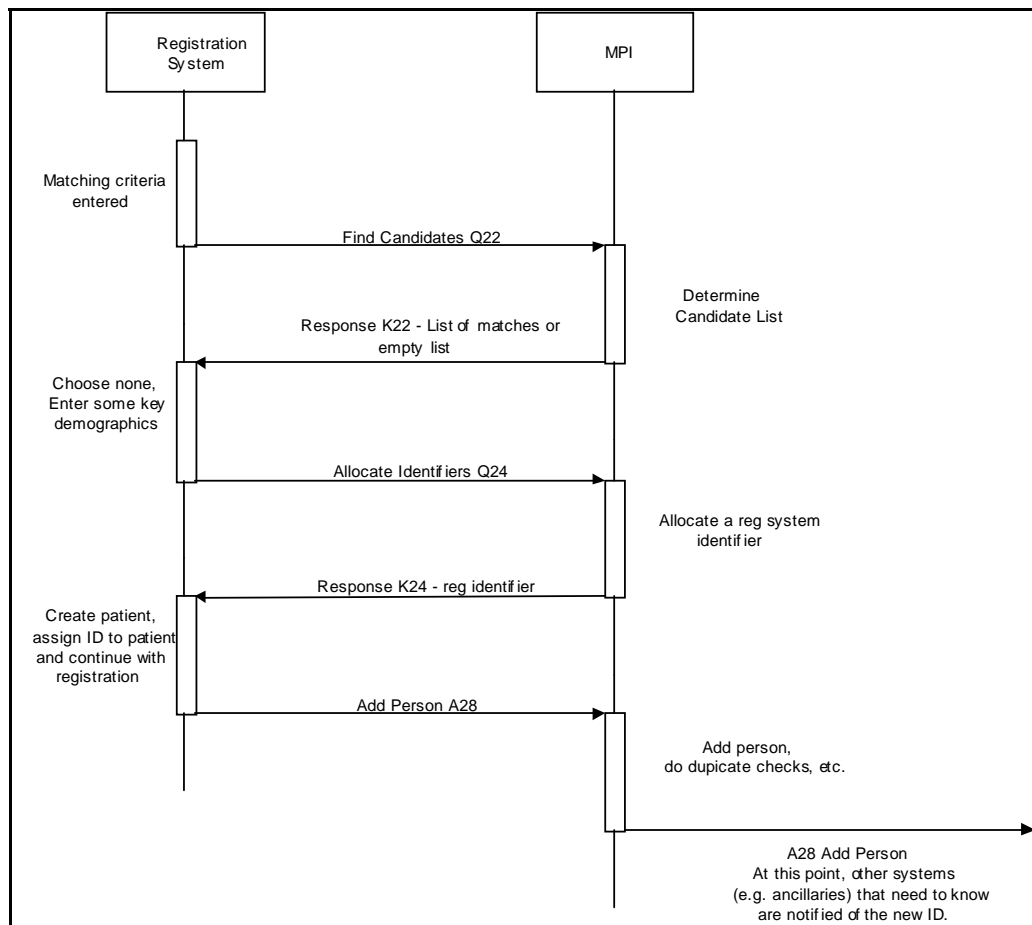 Registration
System
MPI
Matching criteria
entered
Find Candidates Q22
Determine
Candidate List
Response K22 - List of matches or
empty list
Choose none,
Enter some key
demographics
Allocate Identifiers Q24
Allocate a reg system
identifier
Response K24 - reg identifier
Create patient,
assign ID to patient
and continue with
registration
Add Person A28
Add person,
do dupicate checks, etc.
A28 Add Person
At this point, other systems
(e.g. ancillaries) that need to know
are notified of the new ID.